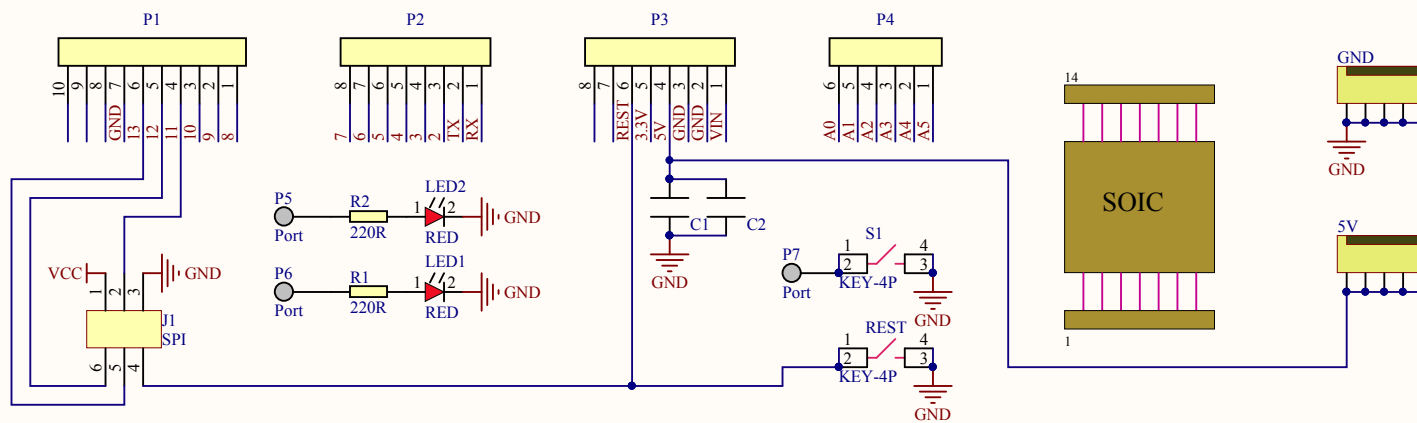 P1 P2 P3 P4
10 9 8 7 6 5 4 3 2 1
GND 13 12 11 10 9 8
8 7 6 5 4 3 2 1
7 6 5 4 3 2 TX RX
8 7 6 5 4 3 2 1
REST 3.3V 5V GND GND VIN
6 5 4 3 2 1
A0 A1 A2 A3 A4 A5
14
SOIC
1
GND
GND
5V
P5
Port
R2
220R
LED2
1 2
RED
GND
P6
Port
R1
220R
LED1
1 2
RED
GND
C1 C2
GND
P7
Port
S1
1 4
2 3
KEY-4P
GND
REST
1 4
2 3
KEY-4P
GND
VCC
GND
1 2 3
J1
SPI
6 5 4